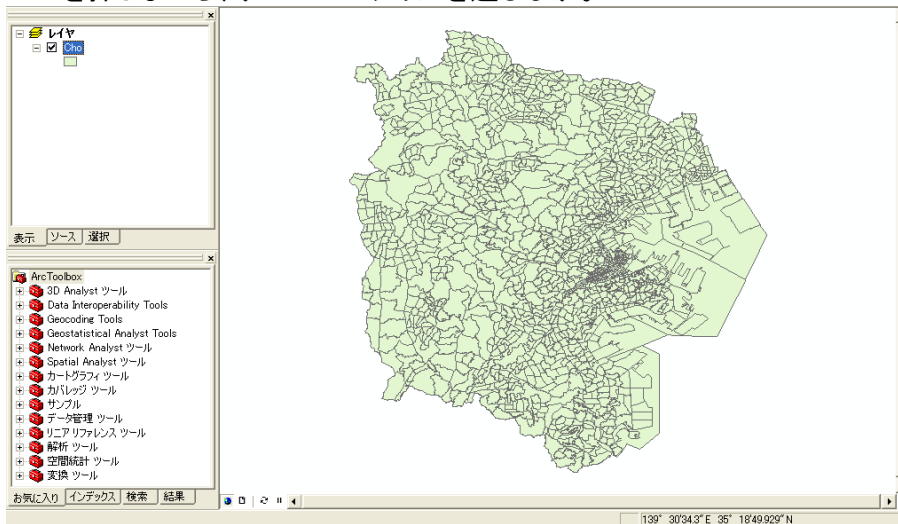 レイヤ
Cho
表示 ソース 選択
ArcToolbox
3D Analyst ツール
Data Interoperability Tools
Geocoding Tools
Geostatistical Analyst Tools
Network Analyst ツール
Spatial Analyst ツール
カートグラフィ ツール
カバレッジ ツール
サンプル
データ管理 ツール
リニア リファレンス ツール
解析 ツール
空間統計 ツール
変換 ツール
お気に入り インデックス 検索 結果
139° 30'34.3" E 35° 18'49.929" N